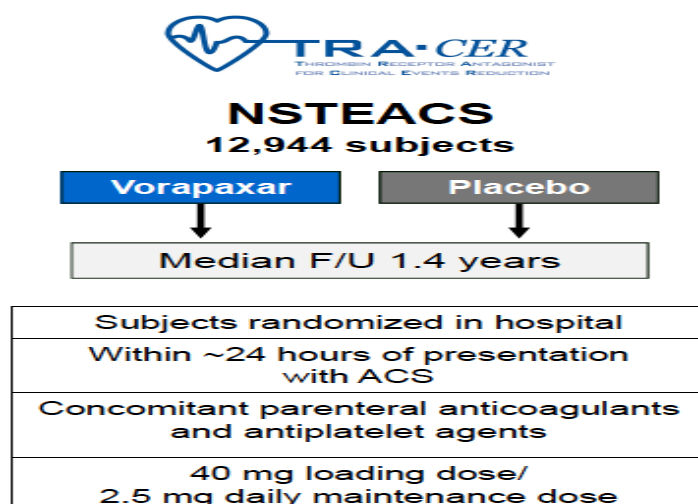 TRA•CER
THROMBIN RECEPTOR ANTAGONIST
FOR CLINICAL EVENTS REDUCTION
NSTEACS
12,944 subjects
Vorapaxar
Placebo
Median F/U 1.4 years
Subjects randomized in hospital
Within ~24 hours of presentation
with ACS
Concomitant parenteral anticoagulants
and antiplatelet agents
40 mg loading dose/
2.5 mg daily maintenance dose